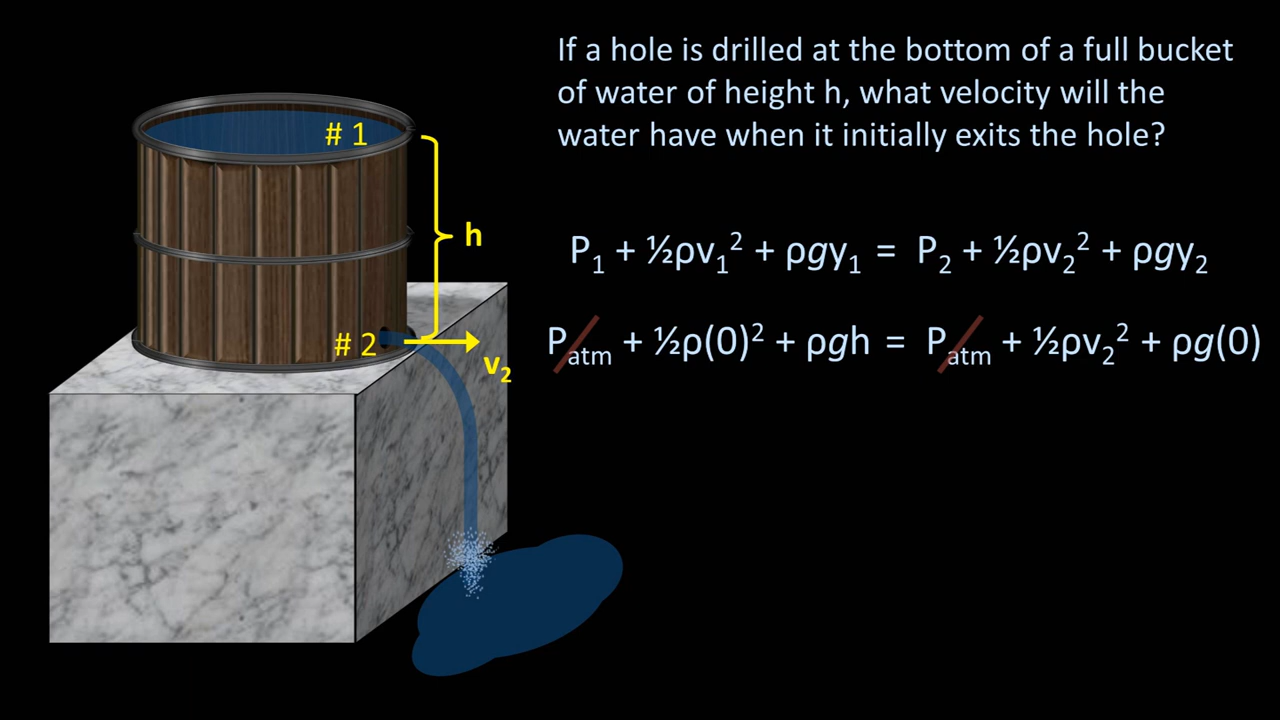 If a hole is drilled at the bottom of a full bucket
of water of height h, what velocity will the
water have when it initially exits the hole?
# 1
h
P₁ + ½ρv₁² + ρgy₁ = P₂ + ½ρv₂² + ρgy₂
# 2
v₂
Pₐₜₘ + ½ρ(0)² + ρgh = Pₐₜₘ + ½ρv₂² + ρg(0)